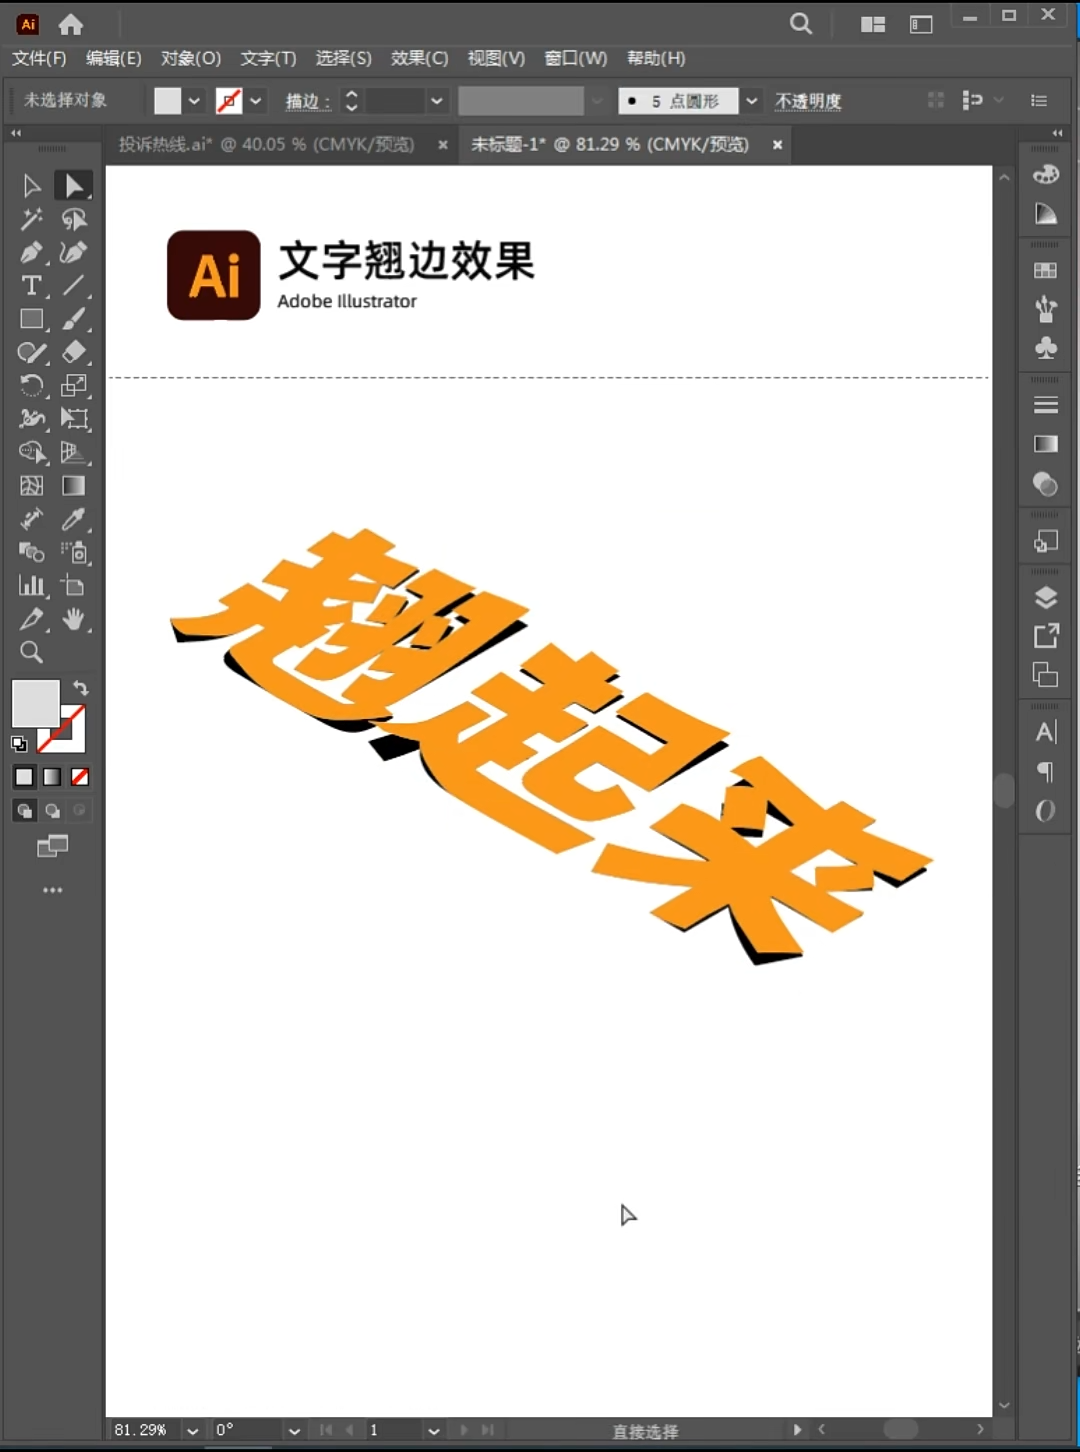 Ai
文件(F) 编辑(E) 对象(O) 文字(T) 选择(S) 效果(C) 视图(V) 窗口(W) 帮助(H)
未选择对象 描边: 5 点圆形 不透明度
投诉热线.ai* @ 40.05 % (CMYK/预览) × 未标题-1* @ 81.29 % (CMYK/预览) ×
Ai 文字翘边效果
Adobe Illustrator
翘起来
81.29% 0° 1 直接选择